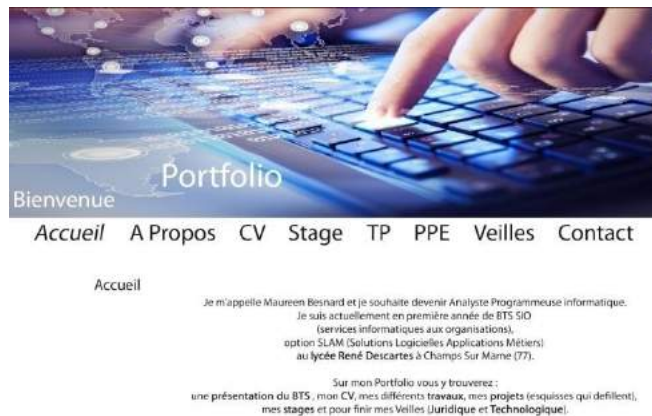 Portfolio
Bienvenue
Accueil A Propos CV Stage TP PPE Veilles Contact
Accueil
Je m'appelle Maureen Besnard et je souhaite devenir Analyste Programmeuse informatique.
Je suis actuellement en première année de BTS SIO
(services informatiques aux organisations),
option SLAM (Solutions Logicielles Applications Métiers)
au lycée René Descartes à Champs Sur Marne (77).
Sur mon Portfolio vous y trouverez :
une présentation du BTS , mon CV, mes différents travaux, mes projets (esquisses qui defillent),
mes stages et pour finir mes Veilles (Juridique et Technologique).